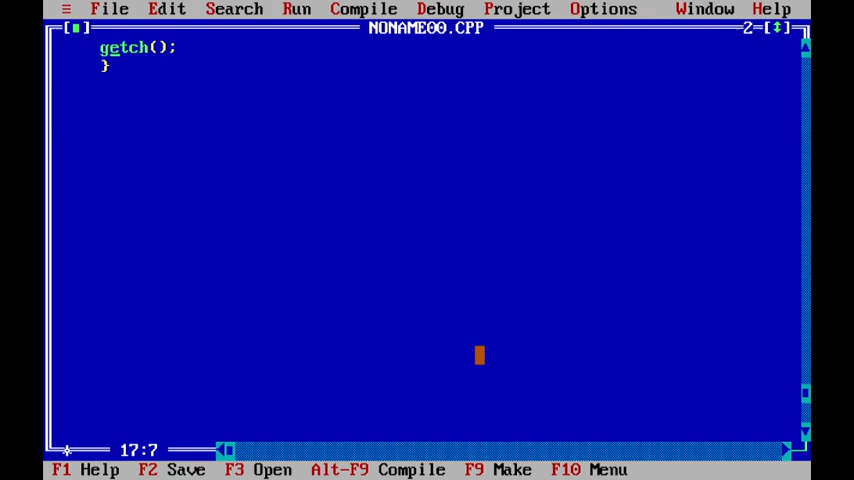 ≡ File Edit Search Run Compile Debug Project Options Window Help
[■] NONAME00.CPP 2=[↕]
getch();
}
17:7
F1 Help F2 Save F3 Open Alt-F9 Compile F9 Make F10 Menu